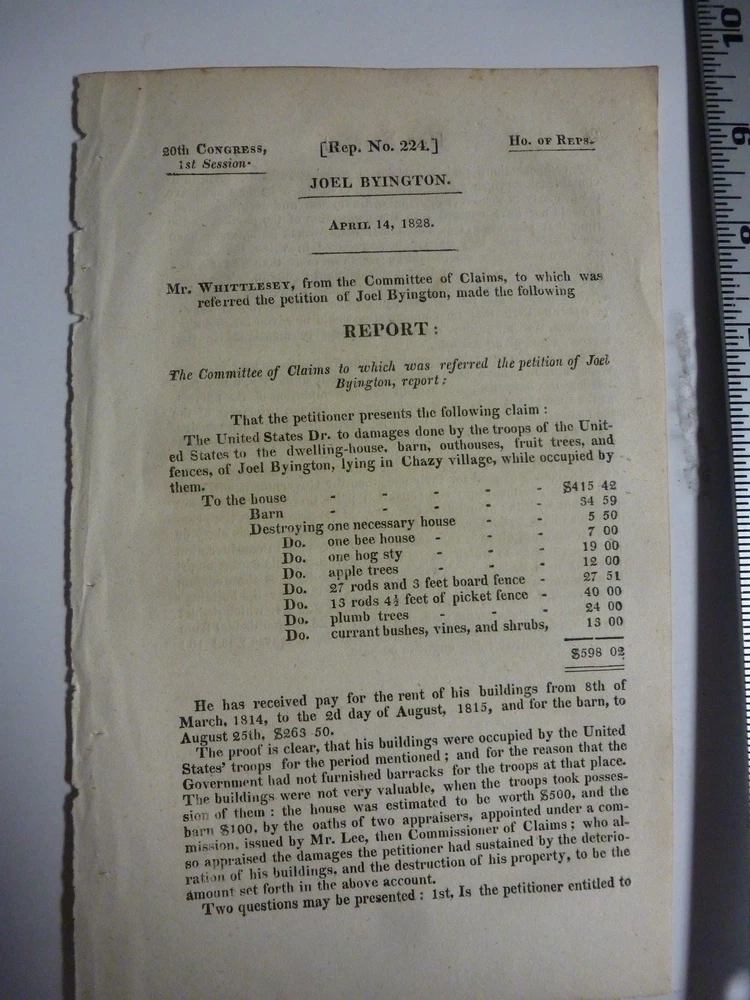 20th CONGRESS, [Rep. No. 224.] Ho. OF REPS.
1st Session.
JOEL BYINGTON.
APRIL 14, 1828.
Mr. WHITTLESEY, from the Committee of Claims, to which was
referred the petition of Joel Byington, made the following
REPORT:
The Committee of Claims to which was referred the petition of Joel
Byington, report:
That the petitioner presents the following claim:
The United States Dr. to damages done by the troops of the Unit-
ed States to the dwelling-house, barn, outhouses, fruit trees, and
fences, of Joel Byington, lying in Chazy village, while occupied by
them.
To the house - - - - - $415 42
Barn - - - - - 34 59
Destroying one necessary house - - 5 50
Do. one bee house - - - 7 00
Do. one hog sty - - - 19 00
Do. apple trees - - - 12 00
Do. 27 rods and 3 feet board fence - 27 51
Do. 13 rods 4½ feet of picket fence - 40 00
Do. plumb trees - - - 24 00
Do. currant bushes, vines, and shrubs, 13 00
$598 02
He has received pay for the rent of his buildings from 8th of
March, 1814, to the 2d day of August, 1815, and for the barn, to
August 25th, $263 50.
The proof is clear, that his buildings were occupied by the United
States' troops for the period mentioned; and for the reason that the
Government had not furnished barracks for the troops at that place.
The buildings were not very valuable, when the troops took posses-
sion of them: the house was estimated to be worth $500, and the
barn $100, by the oaths of two appraisers, appointed under a com-
mission, issued by Mr. Lee, then Commissioner of Claims; who al-
so appraised the damages the petitioner had sustained by the deterio-
ration of his buildings, and the destruction of his property, to be the
amount set forth in the above account.
Two questions may be presented: 1st, Is the petitioner entitled to
10
9
8